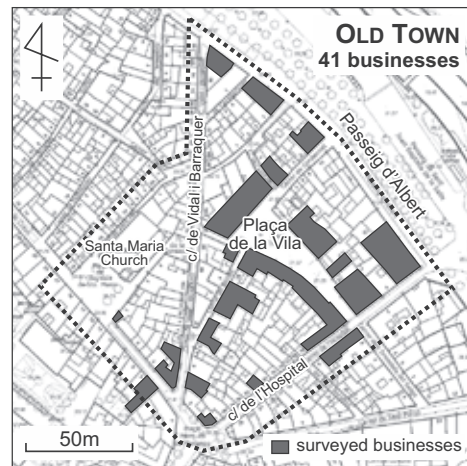 OLD TOWN
41 businesses
Passeig d'Albert
c/ de Vidal i Barraquer
Plaça
de la Vila
Santa Maria
Church
c/ de l'Hospital
50m
surveyed businesses